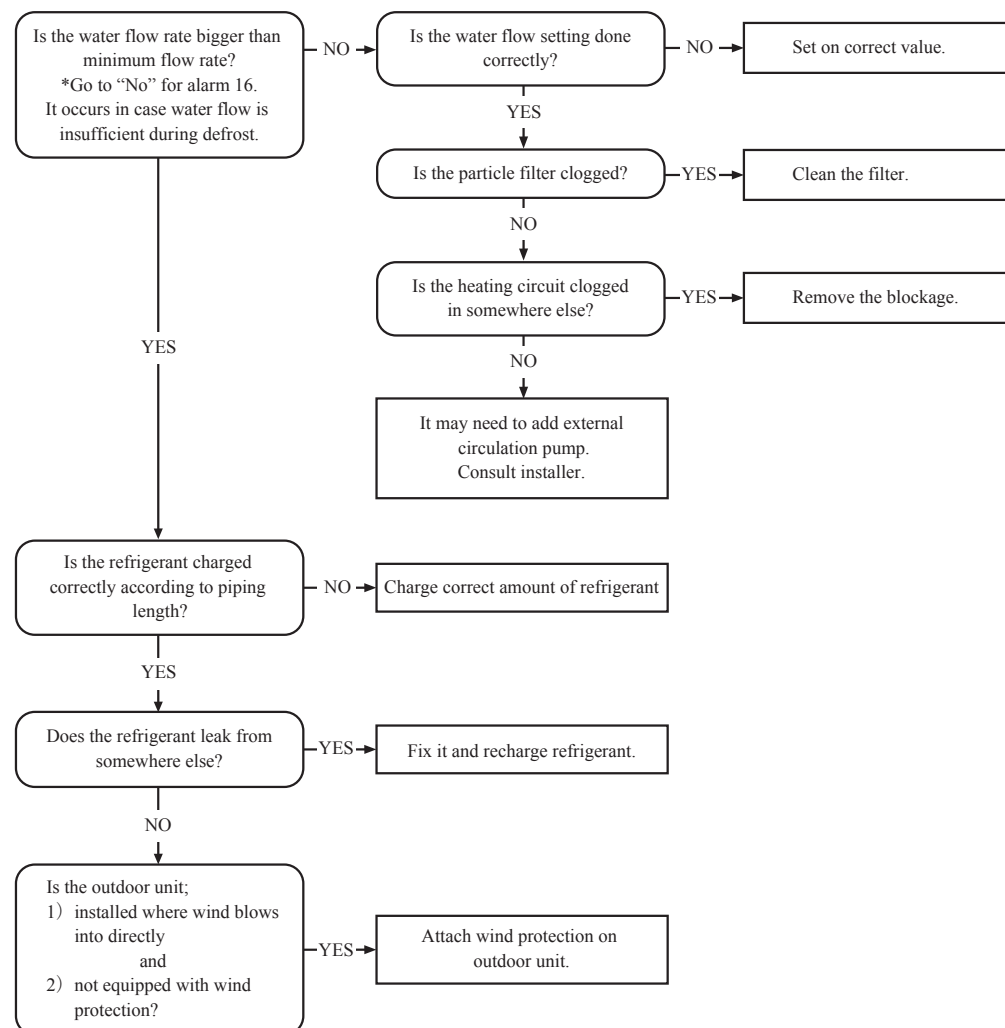 Is the water flow rate bigger than
minimum flow rate?
*Go to “No” for alarm 16.
It occurs in case water flow is
insufficient during defrost.
NO
Is the water flow setting done
correctly?
NO
Set on correct value.
YES
Is the particle filter clogged?
YES
Clean the filter.
NO
Is the heating circuit clogged
in somewhere else?
YES
Remove the blockage.
NO
It may need to add external
circulation pump.
Consult installer.
YES
Is the refrigerant charged
correctly according to piping
length?
NO
Charge correct amount of refrigerant
YES
Does the refrigerant leak from
somewhere else?
YES
Fix it and recharge refrigerant.
NO
Is the outdoor unit;
1) installed where wind blows
into directly
and
2) not equipped with wind
protection?
YES
Attach wind protection on
outdoor unit.